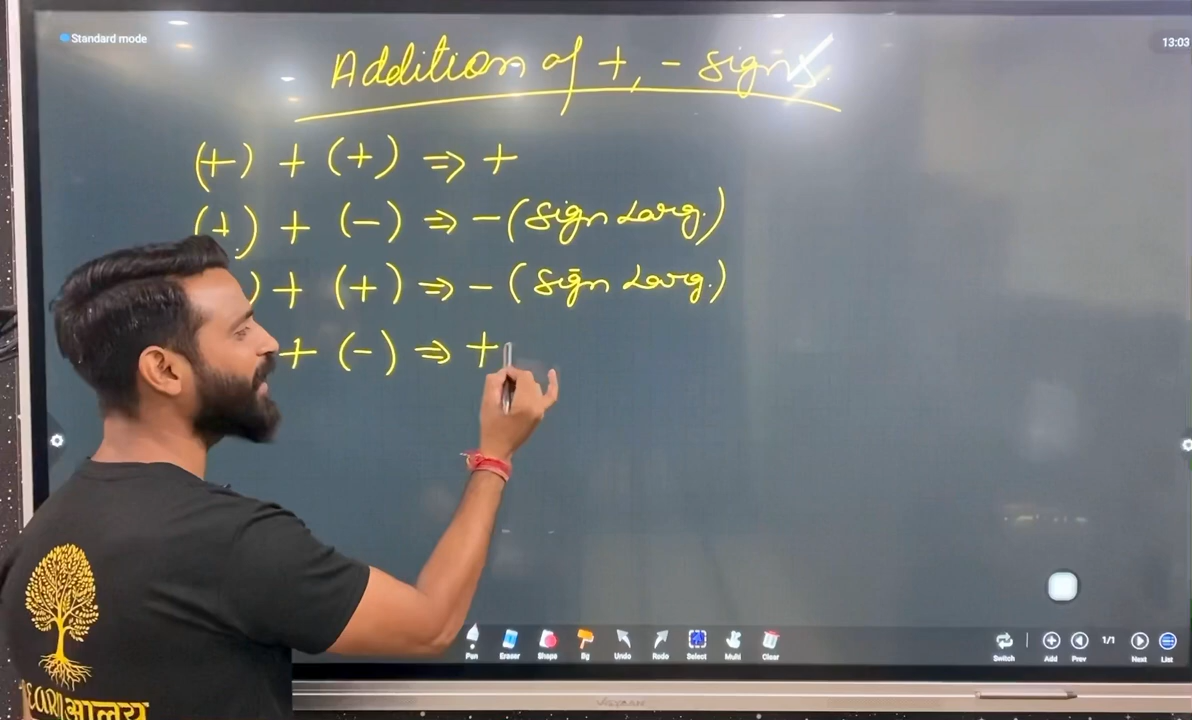 Standard mode
13:03
Addition of +, - signs
(+) + (+) ⇒ +
(+) + (-) ⇒ - (sign Larg.)
) + (+) ⇒ - (sign Larg.)
+ (-) ⇒ +
Pen Eraser Shape Bg Undo Redo Select Multi Clear
Switch Add Prev 1/1 Next List